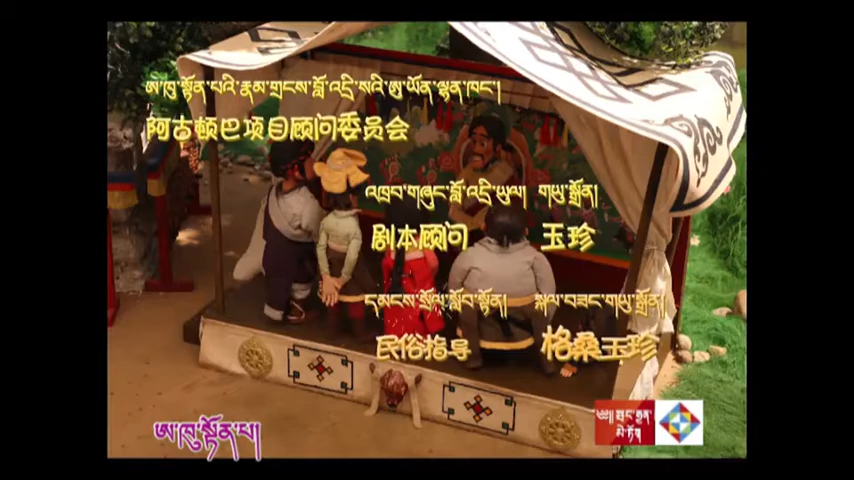 ཨ་ཁུ་སྟོན་པའི་རྣམ་གྲངས་བློ་འདྲི་སའི་ཨུ་ཡོན་ལྷན་ཁང་།
阿古顿巴项目顾问委员会
འཁྲབ་གཞུང་བློ་འདྲི་ཡུལ། གཡུ་སྒྲོན།
剧本顾问 玉珍
དམངས་སྲོལ་སློབ་སྟོན། སྐལ་བཟང་གཡུ་སྒྲོན།
民俗指导 格桑玉珍
ཨ་ཁུ་སྟོན་པ།